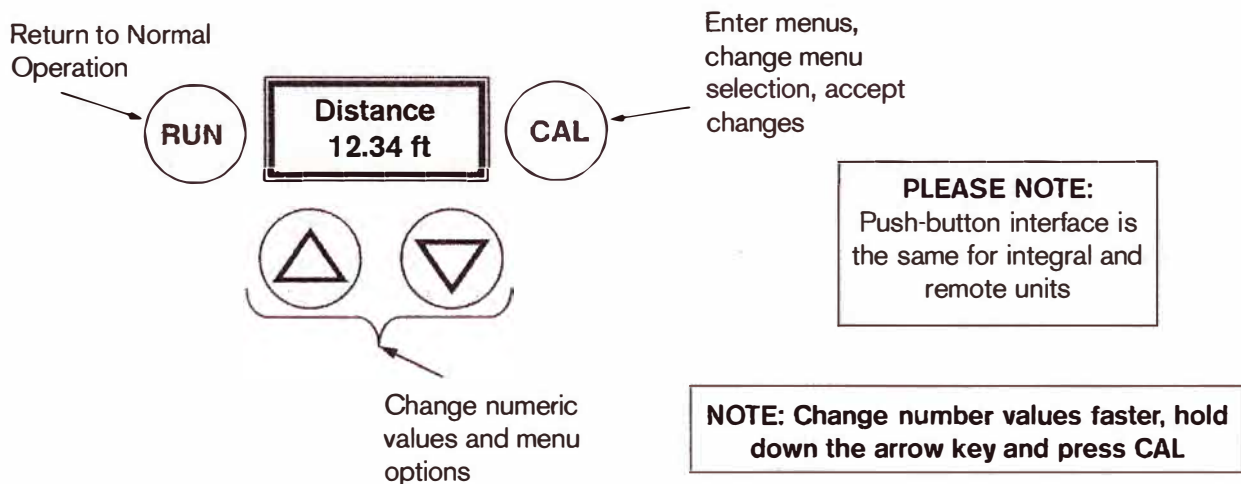 Return to Normal
Operation
RUN
Distance
12.34 ft
CAL
Enter menus,
change menu
selection, accept
changes
PLEASE NOTE:
Push-button interface is
the same for integral and
remote units
Change numeric
values and menu
options
NOTE: Change number values faster, hold
down the arrow key and press CAL